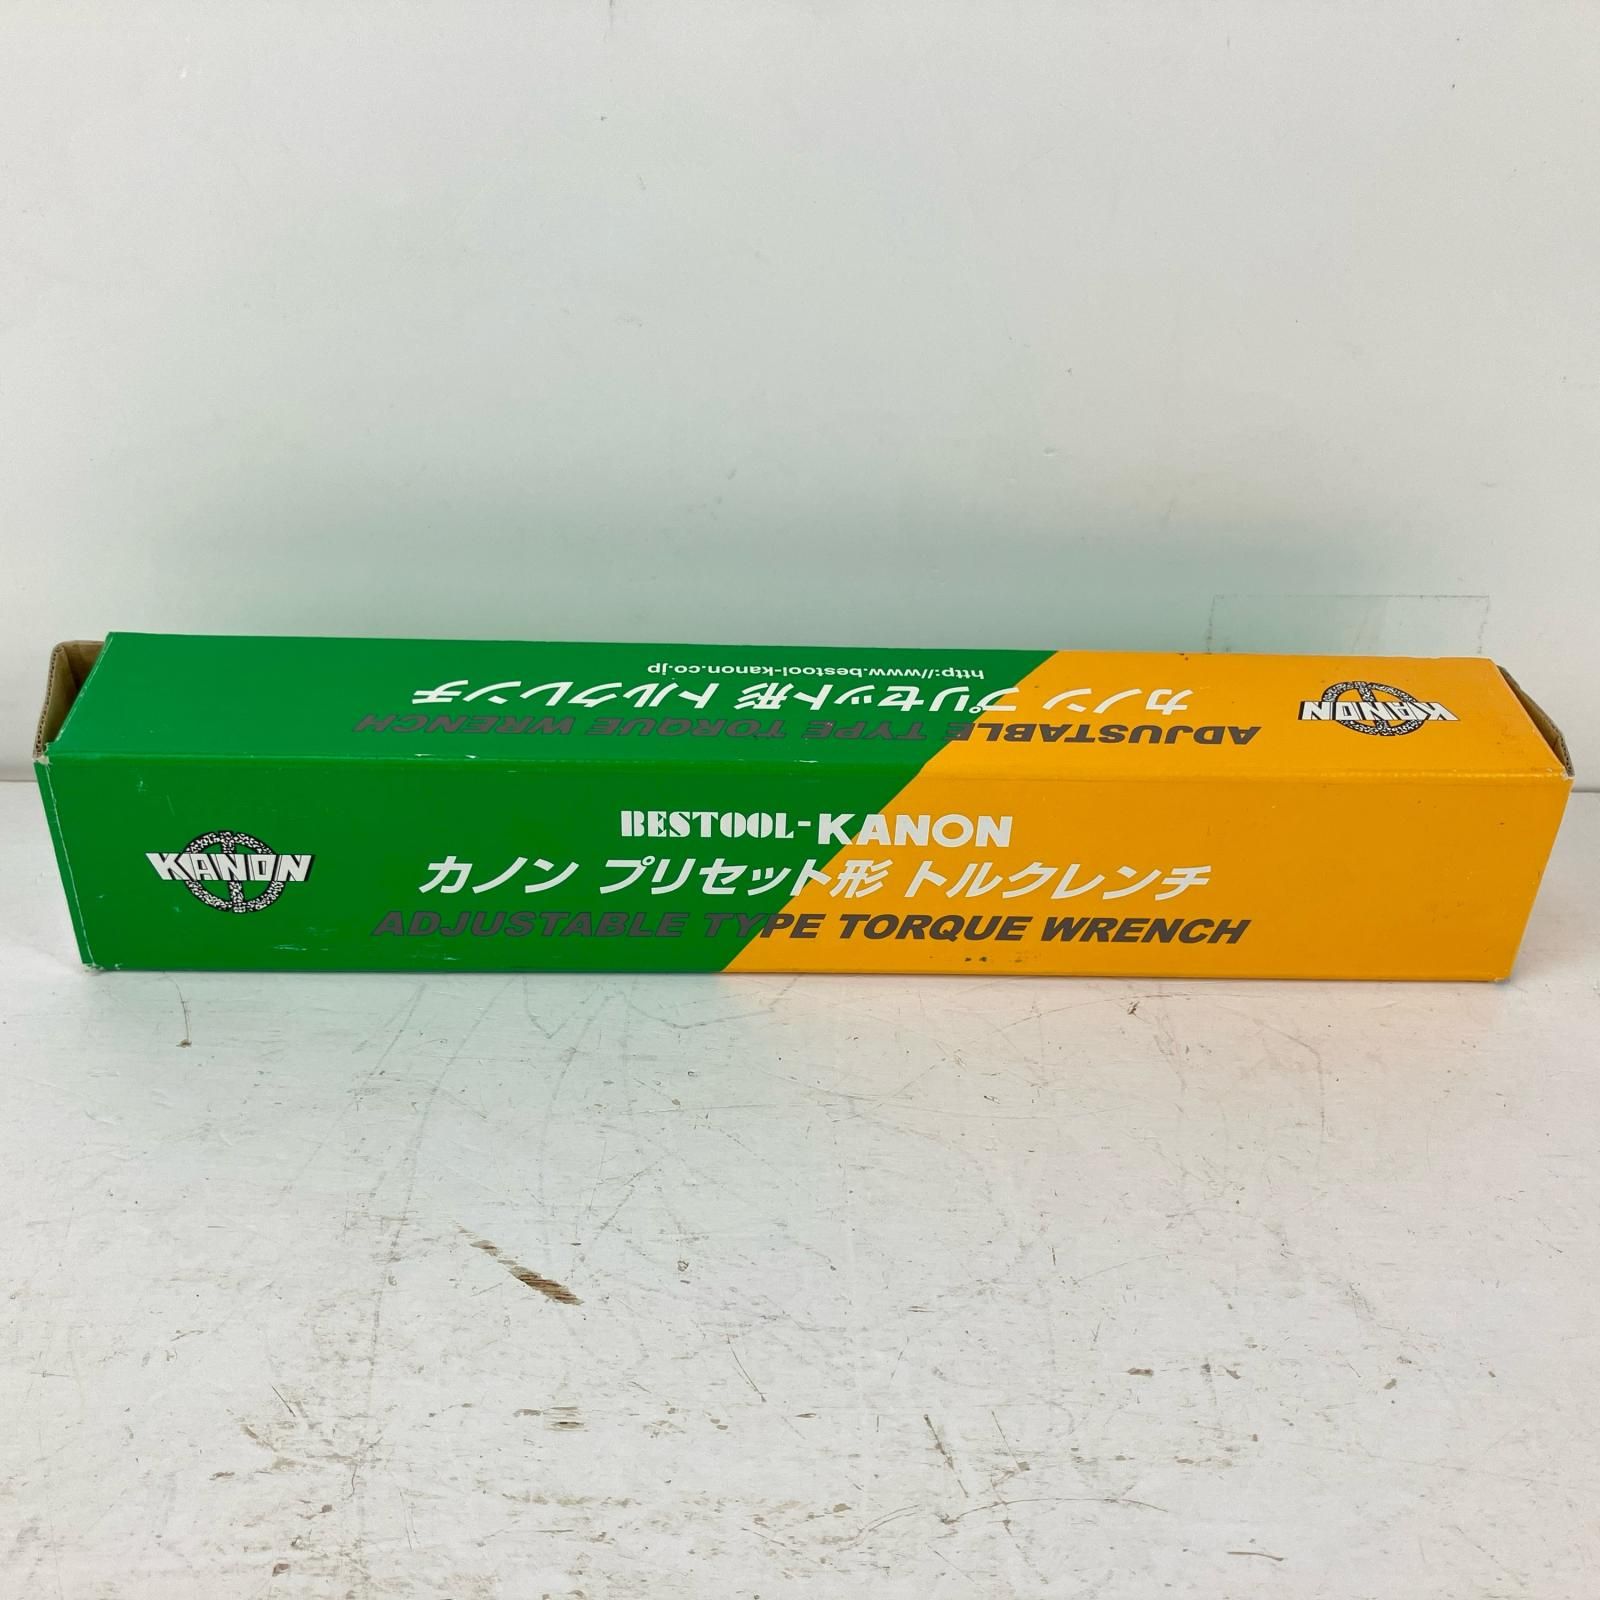 http://www.bestool-kanon.co.jp
カノン プリセット形 トルクレンチ
ADJUSTABLE TYPE TORQUE WRENCH
KANON
BESTOOL-KANON
KANON
カノン プリセット形 トルクレンチ
ADJUSTABLE TYPE TORQUE WRENCH